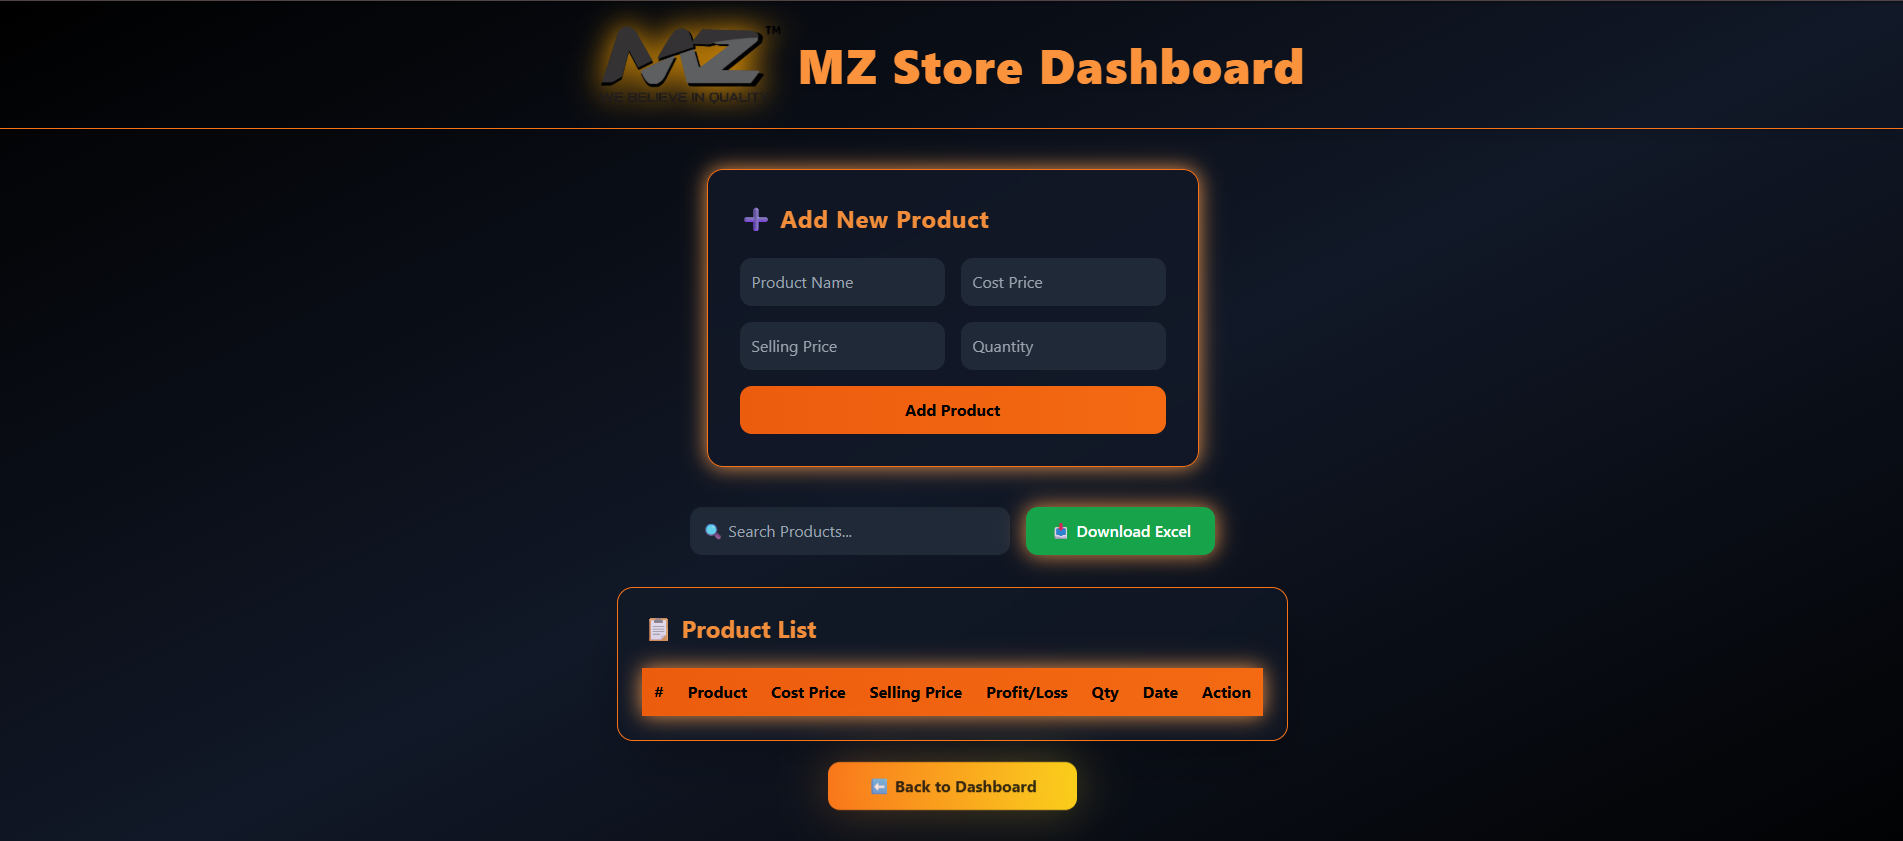 MZ ™
WE BELIEVE IN QUALITY
MZ Store Dashboard
Add New Product
Product Name
Cost Price
Selling Price
Quantity
Add Product
Search Products...
Download Excel
Product List
# Product Cost Price Selling Price Profit/Loss Qty Date Action
Back to Dashboard